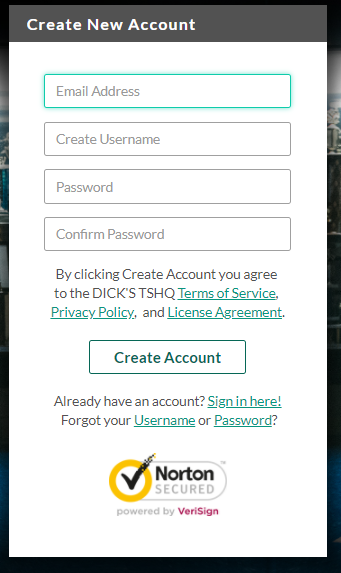 Create New Account
Email Address
Create Username
Password
Confirm Password
By clicking Create Account you agree
to the DICK'S TSHQ Terms of Service,
Privacy Policy, and License Agreement.
Create Account
Already have an account? Sign in here!
Forgot your Username or Password?
Norton™
SECURED
powered by VeriSign